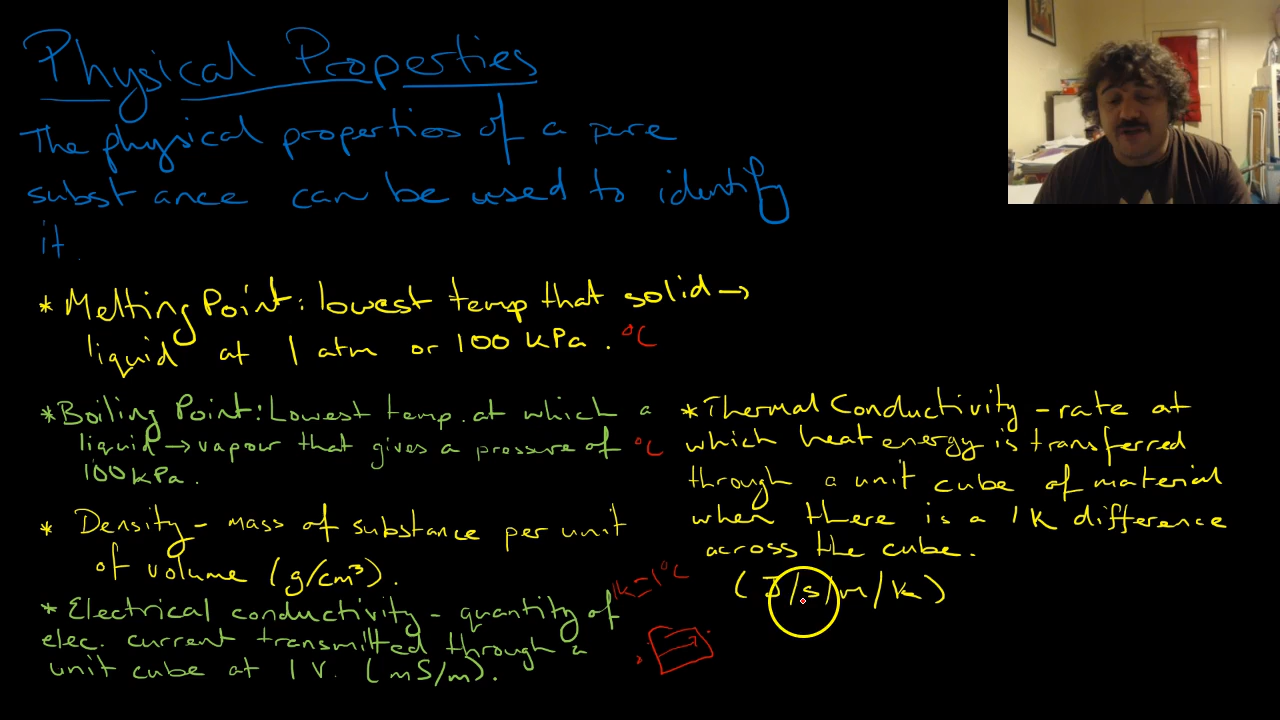 Physical Properties
The physical properties of a pure
substance can be used to identify
it.
* Melting Point: lowest temp that solid →
liquid at 1 atm or 100 kPa. °C
* Boiling Point: Lowest temp. at which a
liquid → vapour that gives a pressure of °C
100 kPa.
* Density - mass of substance per unit
of volume (g/cm³).
1K = 1°C
* Electrical conductivity - quantity of
elec. current transmitted through a
unit cube at 1 V. (mS/m).
* Thermal Conductivity - rate at
which heat energy is transferred
through a unit cube of material
when there is a 1K difference
across the cube.
(J/s/m/K)